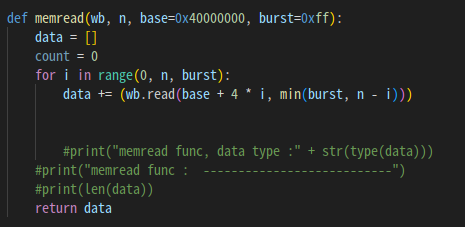 def memread(wb, n, base=0x40000000, burst=0xff):
    data = []
    count = 0
    for i in range(0, n, burst):
        data += (wb.read(base + 4 * i, min(burst, n - i)))
        #print("memread func, data type :" + str(type(data)))
    #print("memread func :  ---------------------------")
    #print(len(data))
    return data